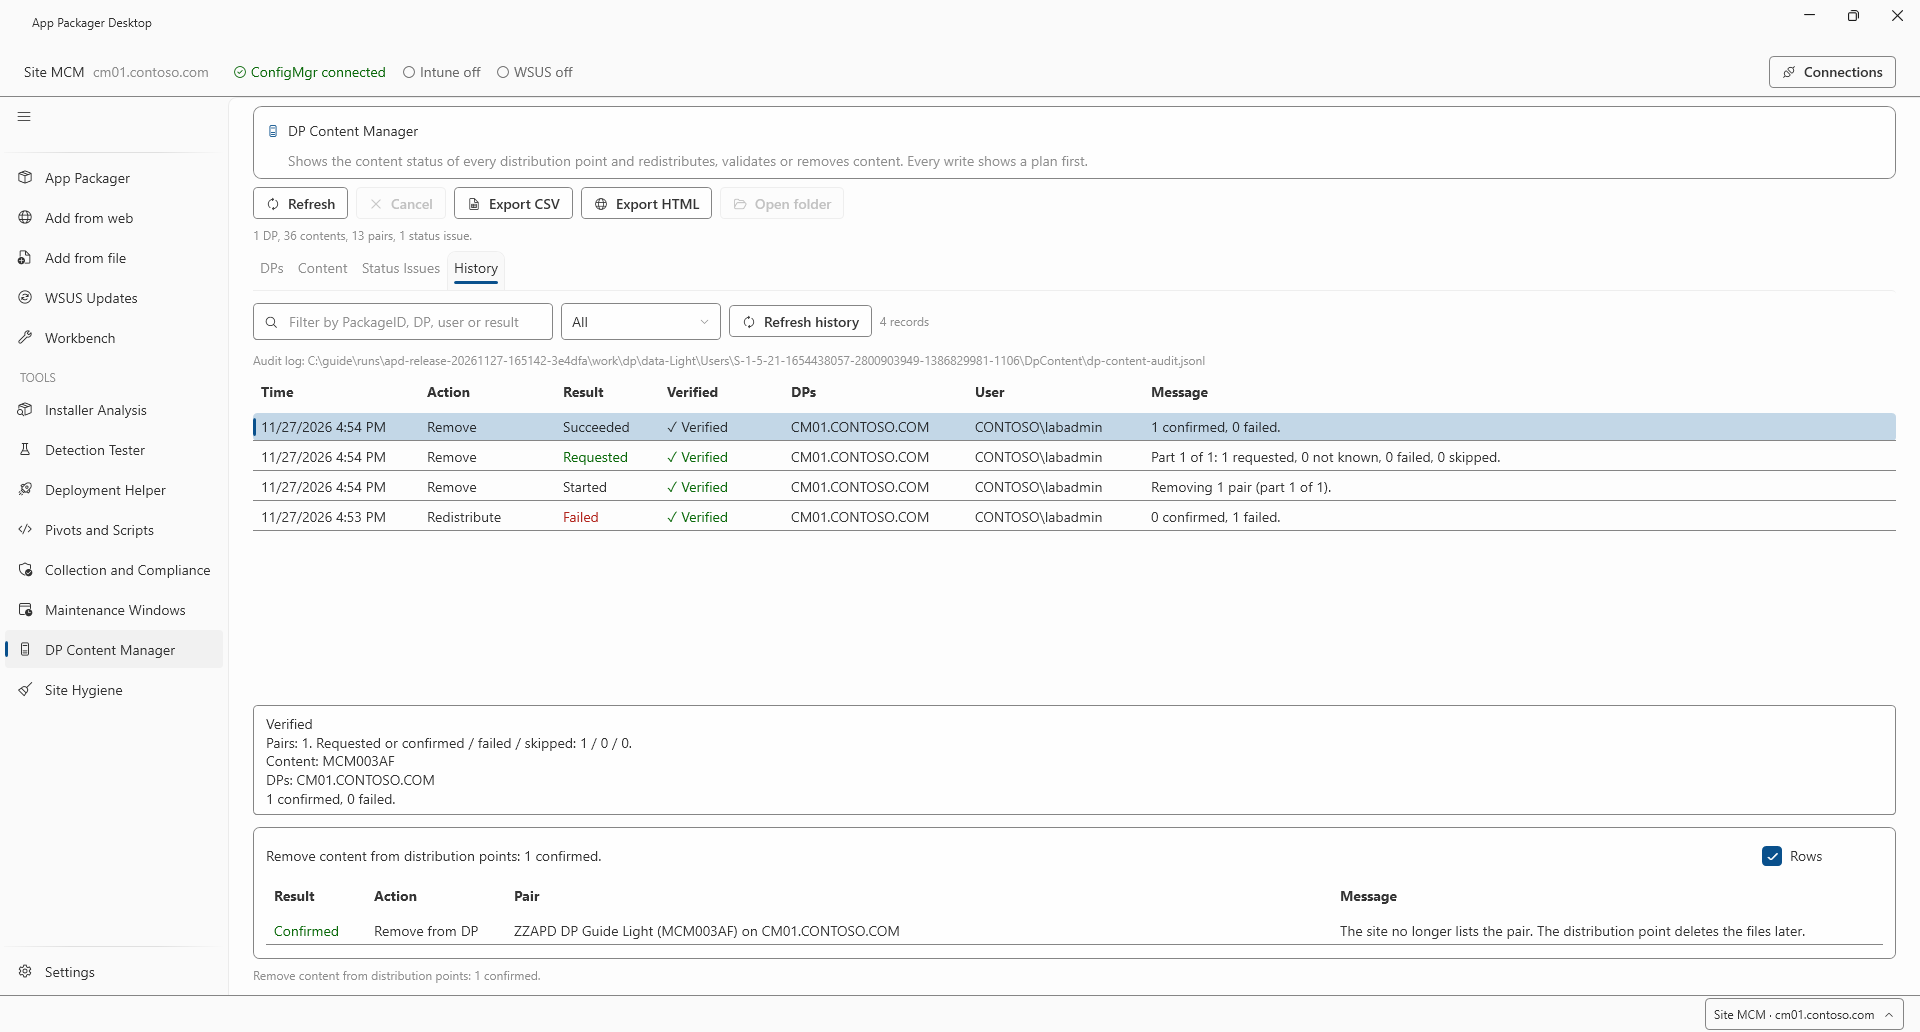 App Packager Desktop
Site MCM cm01.contoso.com ConfigMgr connected Intune off WSUS off Connections
App Packager
Add from web
Add from file
WSUS Updates
Workbench
TOOLS
Installer Analysis
Detection Tester
Deployment Helper
Pivots and Scripts
Collection and Compliance
Maintenance Windows
DP Content Manager
Site Hygiene
Settings
DP Content Manager
Shows the content status of every distribution point and redistributes, validates or removes content. Every write shows a plan first.
Refresh Cancel Export CSV Export HTML Open folder
1 DP, 36 contents, 13 pairs, 1 status issue.
DPs Content Status Issues History
Filter by PackageID, DP, user or result All Refresh history 4 records
Audit log: C:\guide\runs\apd-release-20261127-165142-3e4dfa\work\dp\data-Light\Users\S-1-5-21-1654438057-2800903949-1386829981-1106\DpContent\dp-content-audit.jsonl
Time Action Result Verified DPs User Message
11/27/2026 4:54 PM Remove Succeeded ✓ Verified CM01.CONTOSO.COM CONTOSO\labadmin 1 confirmed, 0 failed.
11/27/2026 4:54 PM Remove Requested ✓ Verified CM01.CONTOSO.COM CONTOSO\labadmin Part 1 of 1: 1 requested, 0 not known, 0 failed, 0 skipped.
11/27/2026 4:54 PM Remove Started ✓ Verified CM01.CONTOSO.COM CONTOSO\labadmin Removing 1 pair (part 1 of 1).
11/27/2026 4:53 PM Redistribute Failed ✓ Verified CM01.CONTOSO.COM CONTOSO\labadmin 0 confirmed, 1 failed.
Verified
Pairs: 1. Requested or confirmed / failed / skipped: 1 / 0 / 0.
Content: MCM003AF
DPs: CM01.CONTOSO.COM
1 confirmed, 0 failed.
Remove content from distribution points: 1 confirmed. Rows
Result Action Pair Message
Confirmed Remove from DP ZZAPD DP Guide Light (MCM003AF) on CM01.CONTOSO.COM The site no longer lists the pair. The distribution point deletes the files later.
Remove content from distribution points: 1 confirmed.
Site MCM · cm01.contoso.com